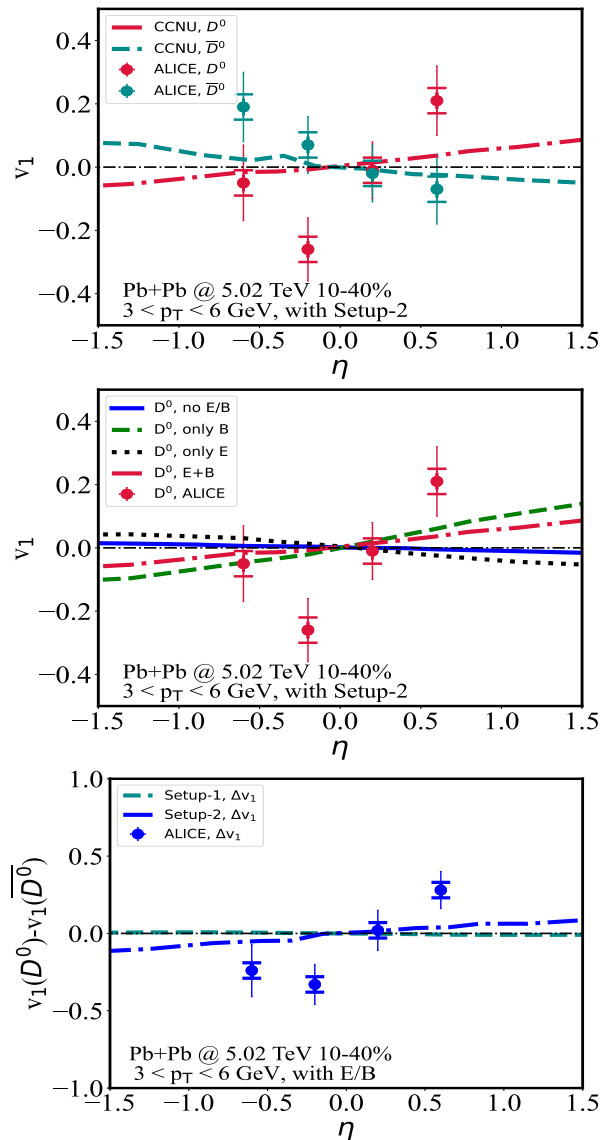 0.4
0.2
0.0
−0.2
−0.4
v₁
CCNU, D⁰
CCNU, D̅⁰
ALICE, D⁰
ALICE, D̅⁰
Pb+Pb @ 5.02 TeV 10-40%
3 < p_T < 6 GeV, with Setup-2
−1.5 −1.0 −0.5 0.0 0.5 1.0 1.5
η
0.4
0.2
0.0
−0.2
−0.4
v₁
D⁰, no E/B
D⁰, only B
D⁰, only E
D⁰, E+B
D⁰, ALICE
Pb+Pb @ 5.02 TeV 10-40%
3 < p_T < 6 GeV, with Setup-2
−1.5 −1.0 −0.5 0.0 0.5 1.0 1.5
η
1.0
0.5
0.0
−0.5
−1.0
v₁(D⁰)-v₁(D̅⁰)
Setup-1, Δv₁
Setup-2, Δv₁
ALICE, Δv₁
Pb+Pb @ 5.02 TeV 10-40%
3 < p_T < 6 GeV, with E/B
−1.5 −1.0 −0.5 0.0 0.5 1.0 1.5
η